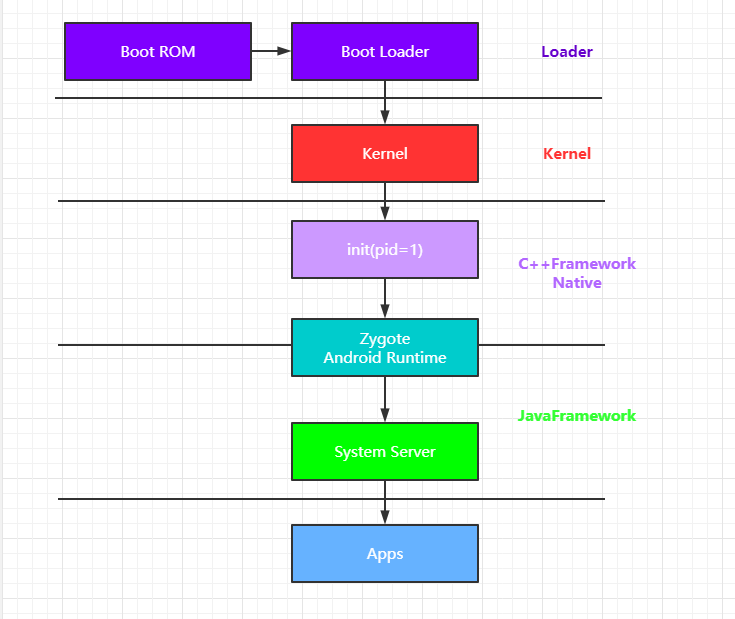 Boot ROM
Boot Loader
Loader
Kernel
Kernel
init(pid=1)
C++Framework
Native
Zygote
Android Runtime
JavaFramework
System Server
Apps